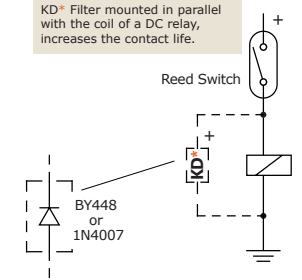 KD* Filter mounted in parallel
with the coil of a DC relay,
increases the contact life.
+
Reed Switch
+
KD*
BY448
or
1N4007